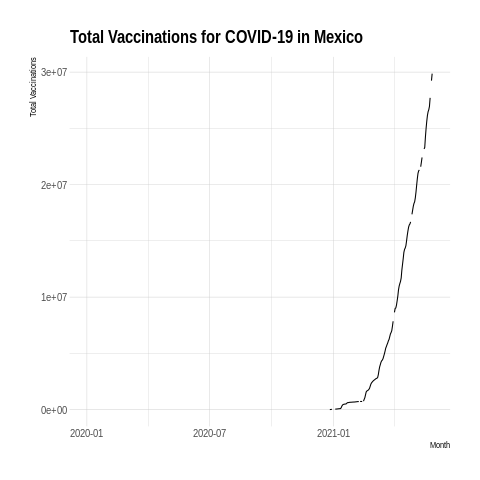 Total Vaccinations for COVID-19 in Mexico
Total Vaccinations
3e+07
2e+07
1e+07
0e+00
2020-01 2020-07 2021-01
Month